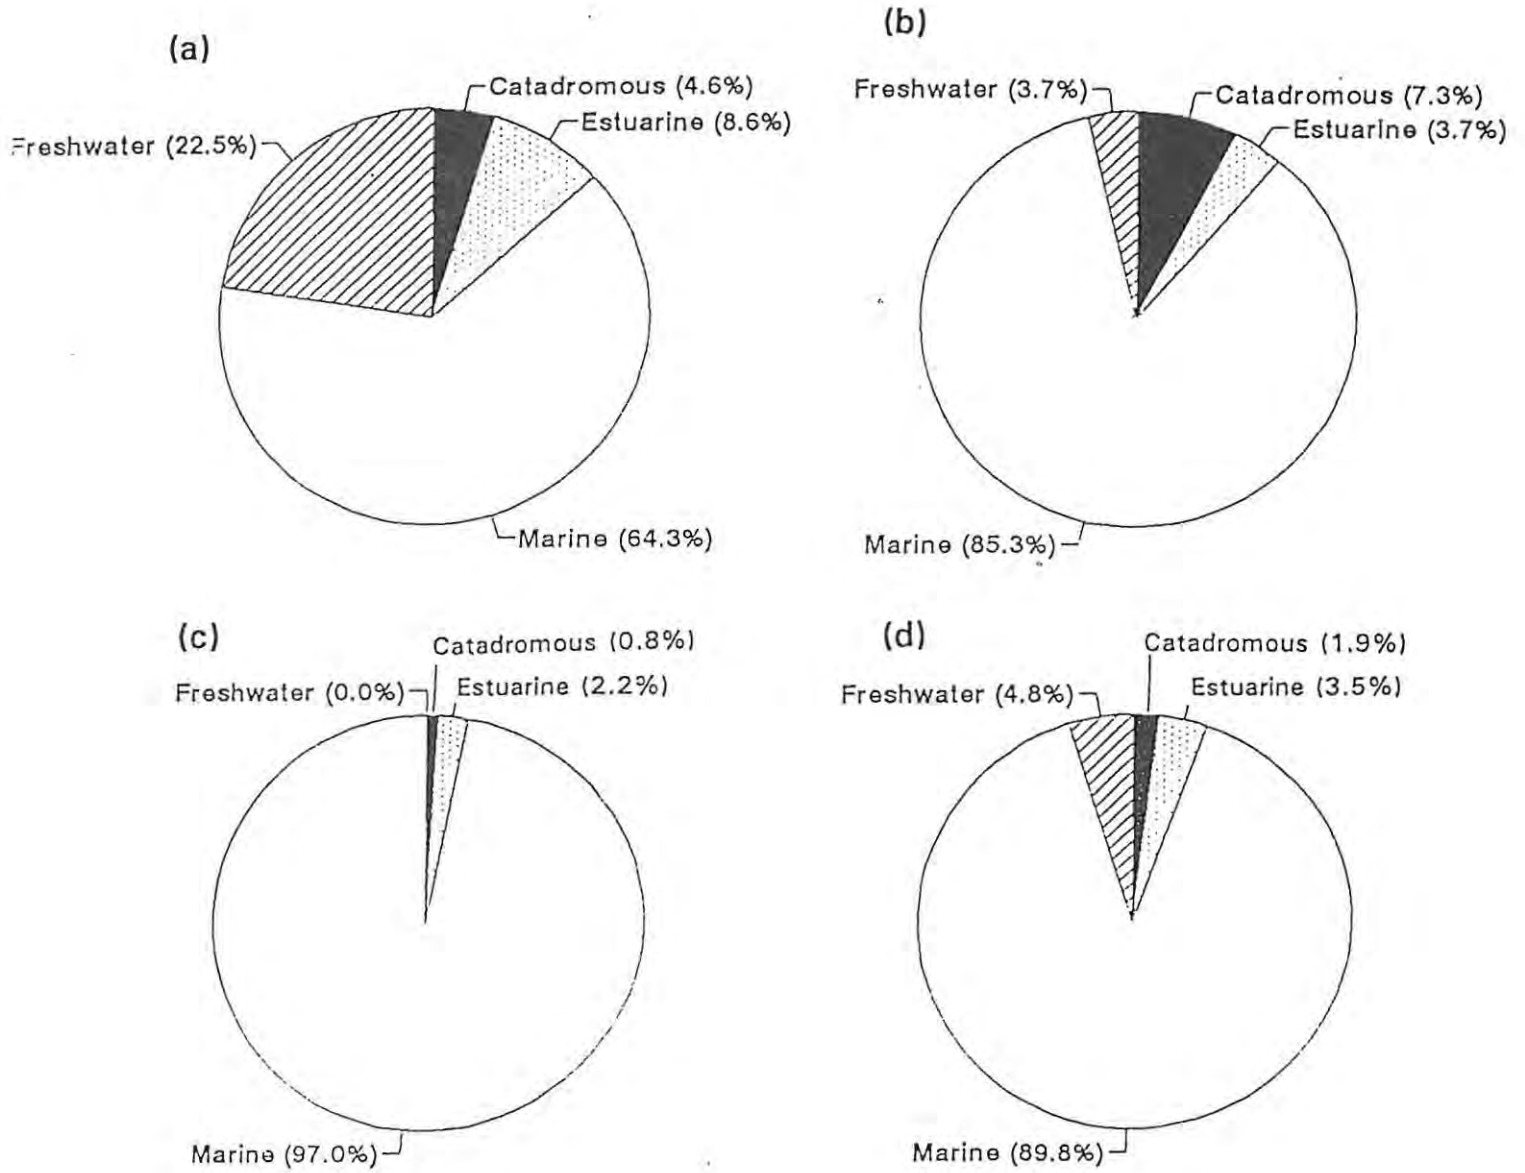 (a)
Catadromous (4.6%)
Estuarine (8.6%)
Freshwater (22.5%)
Marine (64.3%)
(b)
Freshwater (3.7%)
Catadromous (7.3%)
Estuarine (3.7%)
Marine (85.3%)
(c)
Catadromous (0.8%)
Freshwater (0.0%)
Estuarine (2.2%)
Marine (97.0%)
(d)
Catadromous (1.9%)
Freshwater (4.8%)
Estuarine (3.5%)
Marine (89.8%)